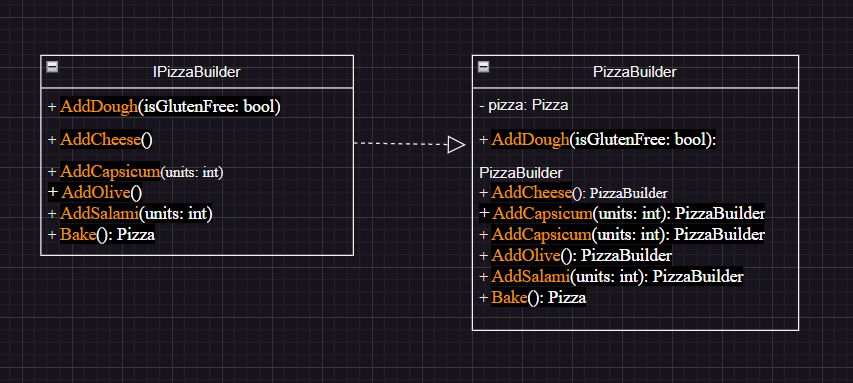 IPizzaBuilder
+ AddDough(isGlutenFree: bool)
+ AddCheese()
+ AddCapsicum(units: int)
+ AddOlive()
+ AddSalami(units: int)
+ Bake(): Pizza
PizzaBuilder
- pizza: Pizza
+ AddDough(isGlutenFree: bool):
PizzaBuilder
+ AddCheese(): PizzaBuilder
+ AddCapsicum(units: int): PizzaBuilder
+ AddCapsicum(units: int): PizzaBuilder
+ AddOlive(): PizzaBuilder
+ AddSalami(units: int): PizzaBuilder
+ Bake(): Pizza